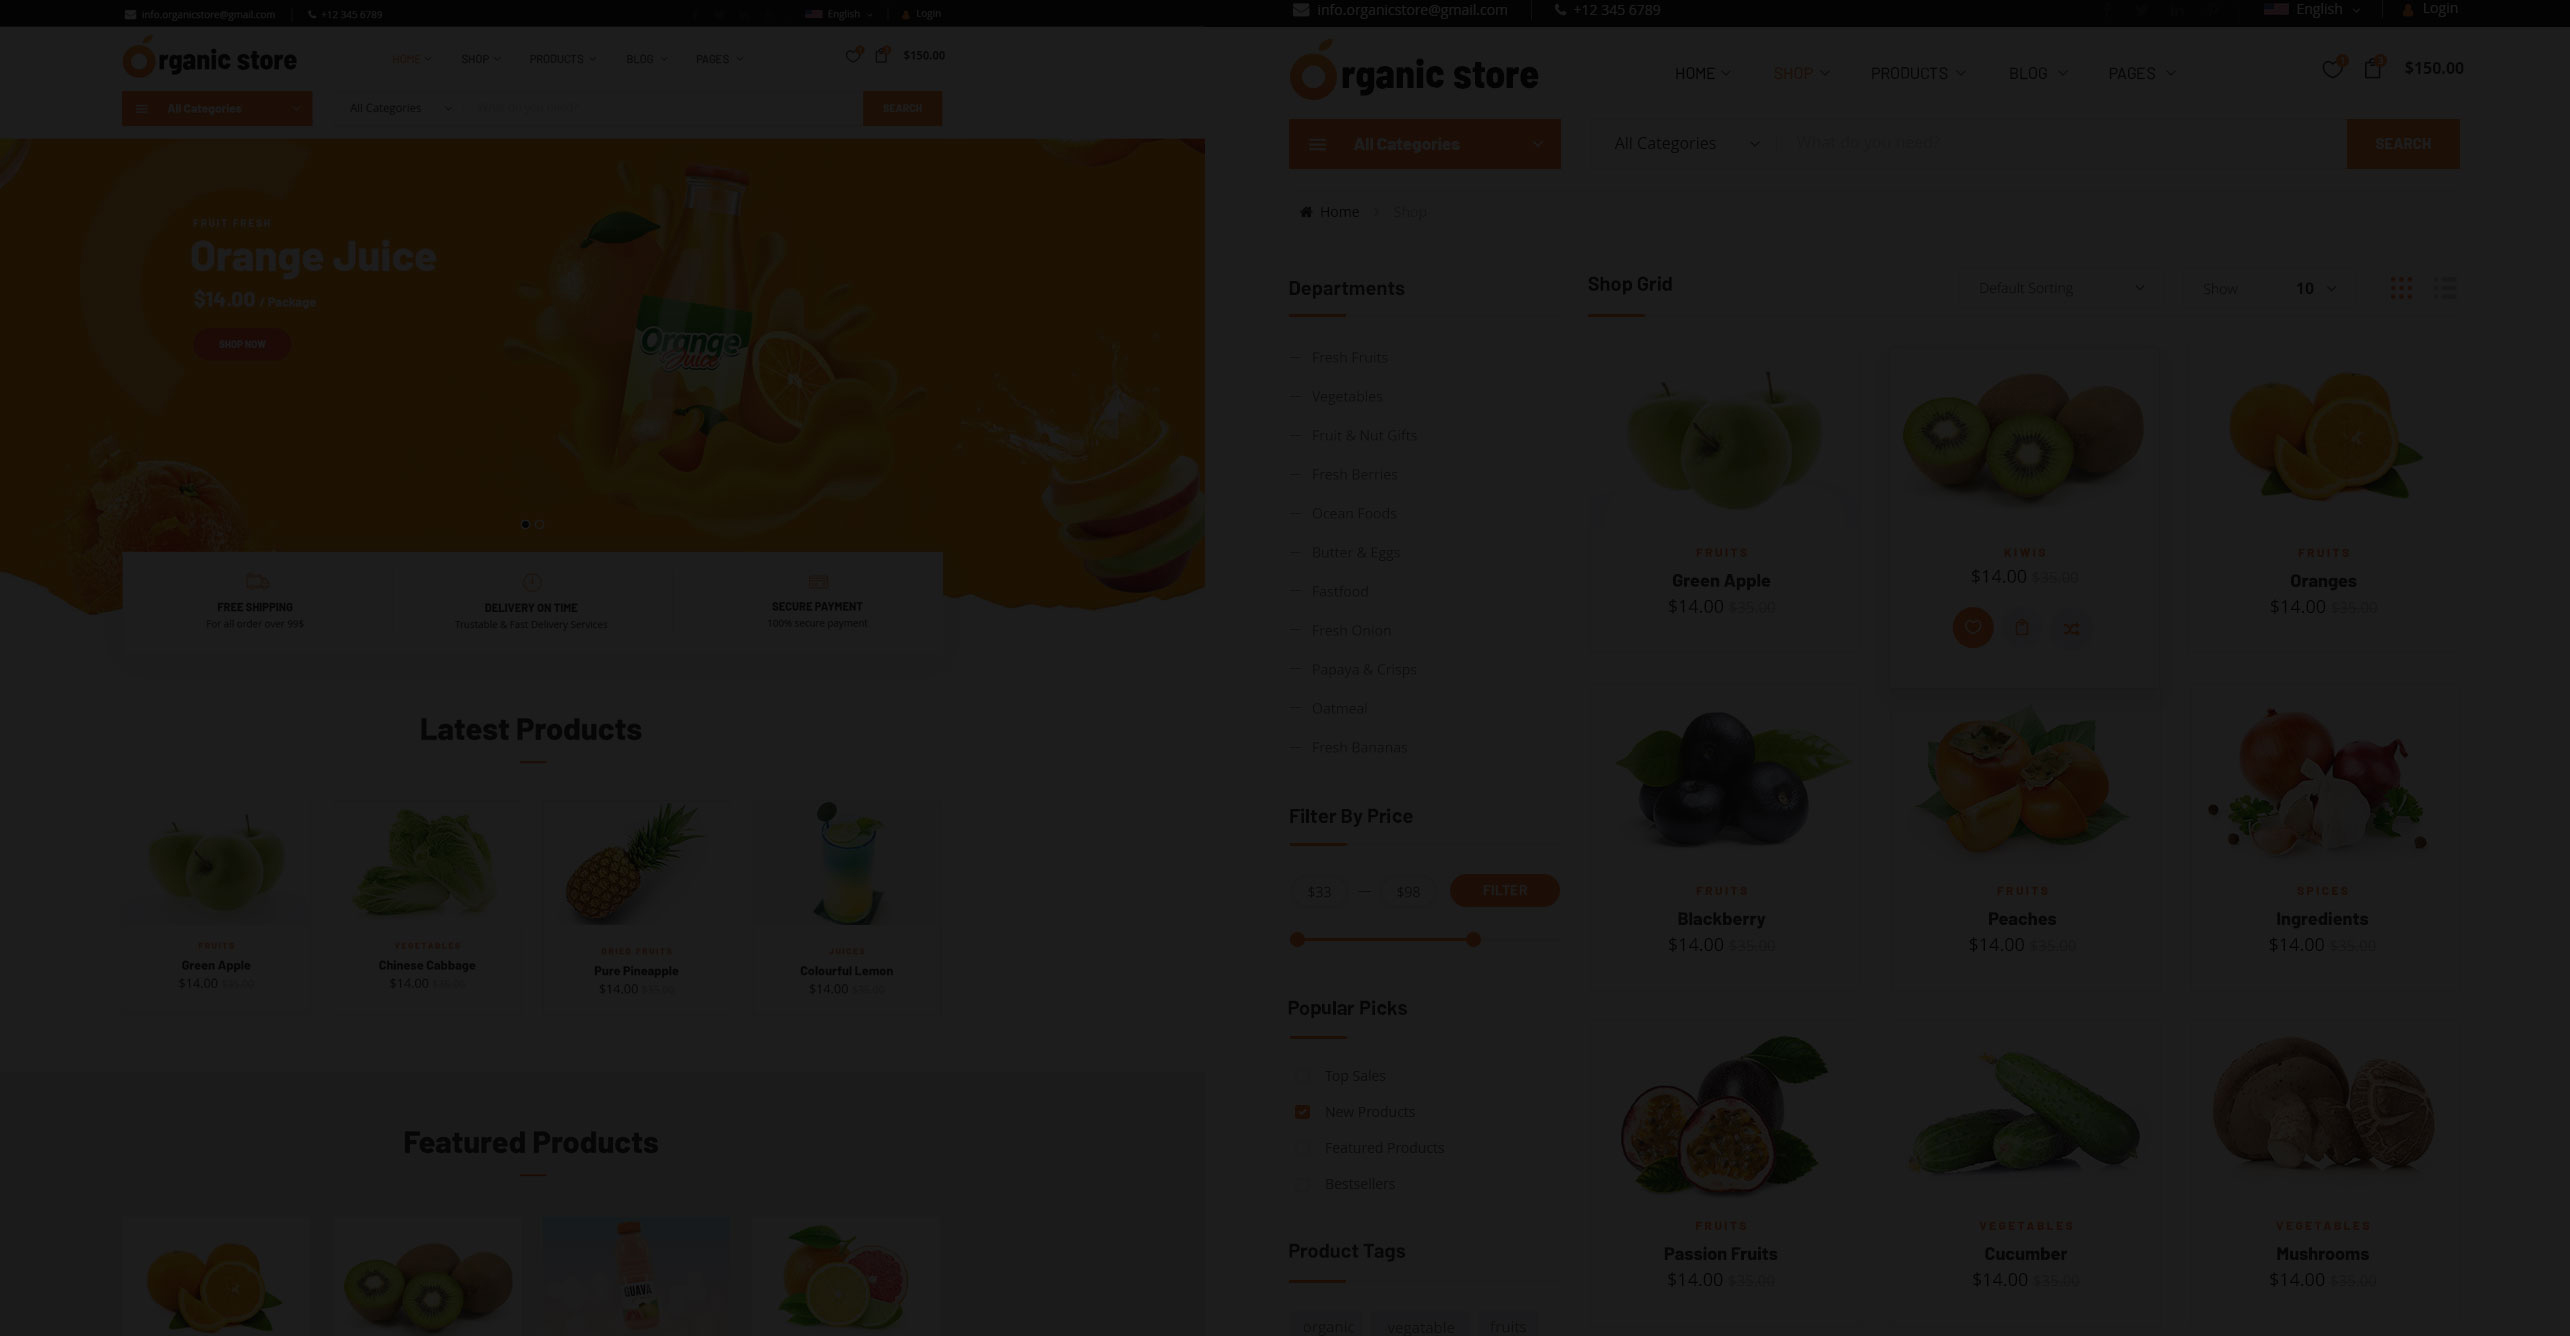 info.organicstore@gmail.com
+12 345 6789
English
Login
Organic store
HOME
SHOP
PRODUCTS
BLOG
PAGES
$150.00
All Categories
All Categories
What do you need?
SEARCH
FRUIT FRESH
Orange Juice
$14.00 / Package
SHOP NOW
Orange
Juice
FREE SHIPPING
For all order over 99$
DELIVERY ON TIME
Trustable & Fast Delivery Services
SECURE PAYMENT
100% secure payment
Latest Products
FRUITS
Green Apple
$14.00 $35.00
VEGETABLES
Chinese Cabbage
$14.00 $35.00
DRIED FRUITS
Pure Pineapple
$14.00 $35.00
JUICES
Colourful Lemon
$14.00 $35.00
Featured Products
GUAVA
info.organicstore@gmail.com
+12 345 6789
English
Login
Organic store
HOME
SHOP
PRODUCTS
BLOG
PAGES
1
3
$150.00
All Categories
All Categories
What do you need?
SEARCH
Home
Shop
Departments
Fresh Fruits
Vegetables
Fruit & Nut Gifts
Fresh Berries
Ocean Foods
Butter & Eggs
Fastfood
Fresh Onion
Papaya & Crisps
Oatmeal
Fresh Bananas
Filter By Price
$33 — $98
FILTER
Popular Picks
Top Sales
New Products
Featured Products
Bestsellers
Product Tags
organic
vegatable
fruits
Shop Grid
Default Sorting
Show 10
FRUITS
Green Apple
$14.00 $35.00
KIWIS
$14.00 $35.00
FRUITS
Oranges
$14.00 $35.00
FRUITS
Blackberry
$14.00 $35.00
FRUITS
Peaches
$14.00 $35.00
SPICES
Ingredients
$14.00 $35.00
FRUITS
Passion Fruits
$14.00 $35.00
VEGETABLES
Cucumber
$14.00 $35.00
VEGETABLES
Mushrooms
$14.00 $35.00